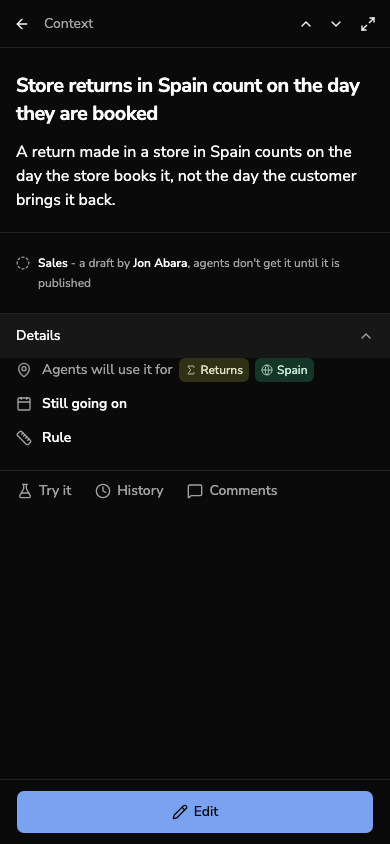 Context
Store returns in Spain count on the day
they are booked
A return made in a store in Spain counts on the
day the store books it, not the day the customer
brings it back.
Sales - a draft by Jon Abara, agents don't get it until it is
published
Details
Agents will use it for Returns Spain
Still going on
Rule
Try it History Comments
Edit